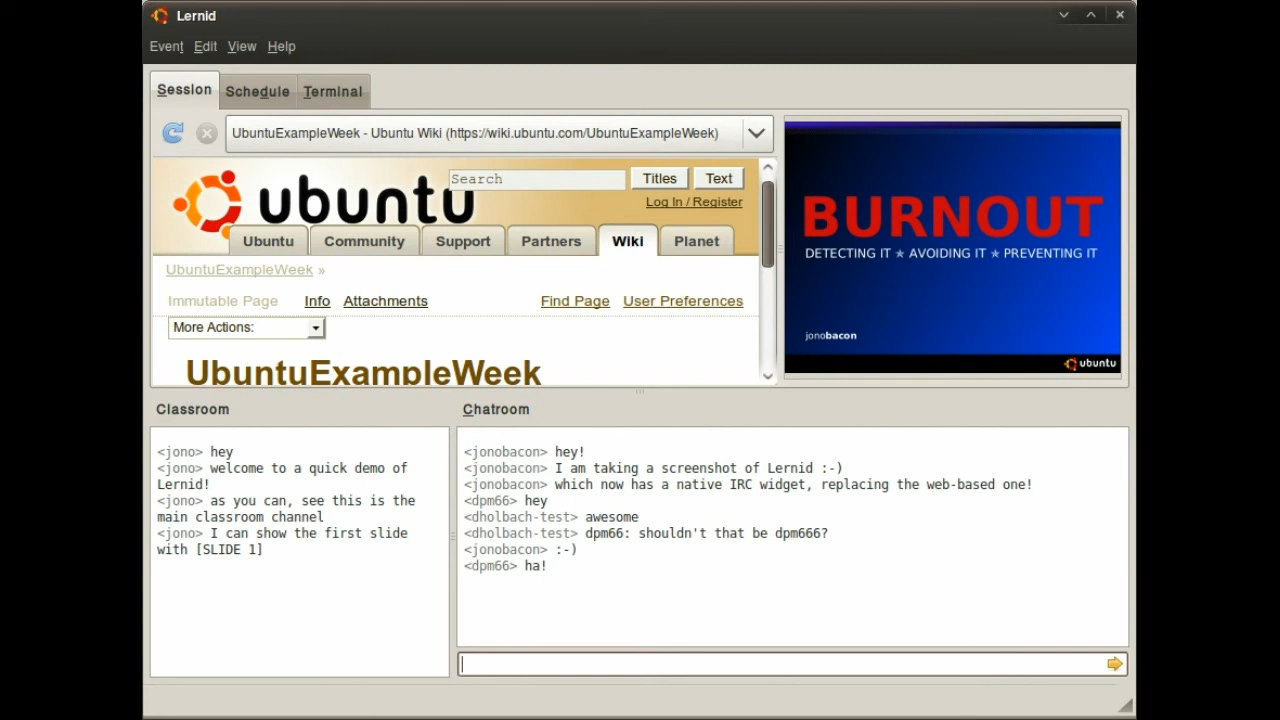 Lernid
Event Edit View Help
Session Schedule Terminal
UbuntuExampleWeek - Ubuntu Wiki (https://wiki.ubuntu.com/UbuntuExampleWeek)
ubuntu
Search Titles Text
Log In / Register
Ubuntu Community Support Partners Wiki Planet
UbuntuExampleWeek »
Immutable Page Info Attachments Find Page User Preferences
More Actions:
UbuntuExampleWeek
BURNOUT
DETECTING IT ★ AVOIDING IT ★ PREVENTING IT
jonobacon
ubuntu
Classroom
<jono> hey
<jono> welcome to a quick demo of
Lernid!
<jono> as you can, see this is the
main classroom channel
<jono> I can show the first slide
with [SLIDE 1]
Chatroom
<jonobacon> hey!
<jonobacon> I am taking a screenshot of Lernid :-)
<jonobacon> which now has a native IRC widget, replacing the web-based one!
<dpm66> hey
<dholbach-test> awesome
<dholbach-test> dpm66: shouldn't that be dpm666?
<jonobacon> :-)
<dpm66> ha!